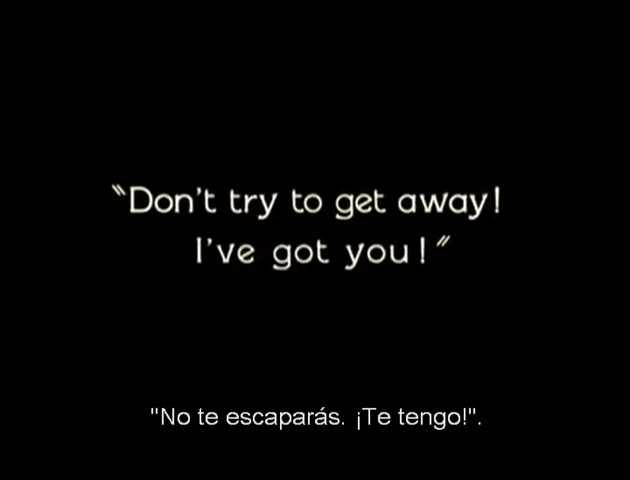 "Don't try to get away!
I've got you!"
"No te escaparás. ¡Te tengo!".